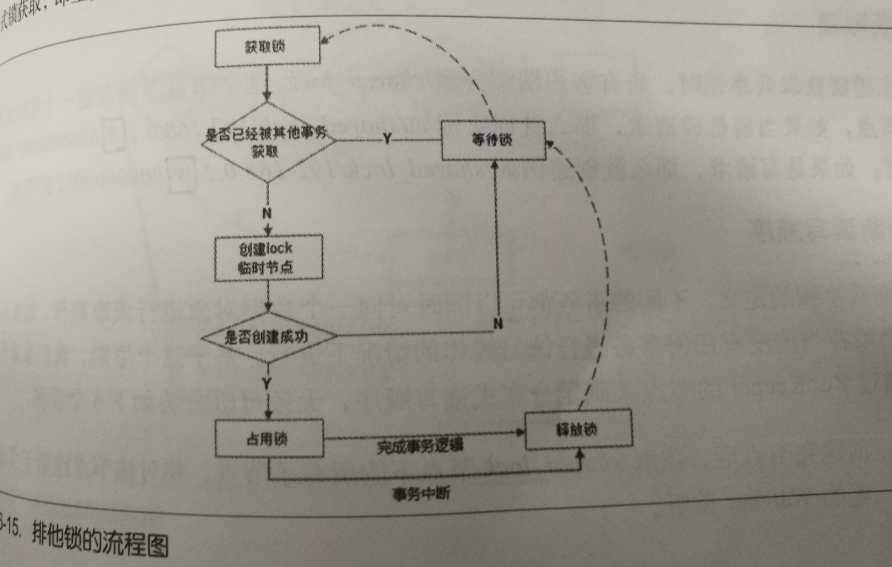 式锁获取，
获取锁
是否已经被其他事务
获取
Y
等待锁
N
创建lock
临时节点
是否创建成功
N
Y
占用锁
完成事务逻辑
释放锁
事务中断
6-15. 排他锁的流程图